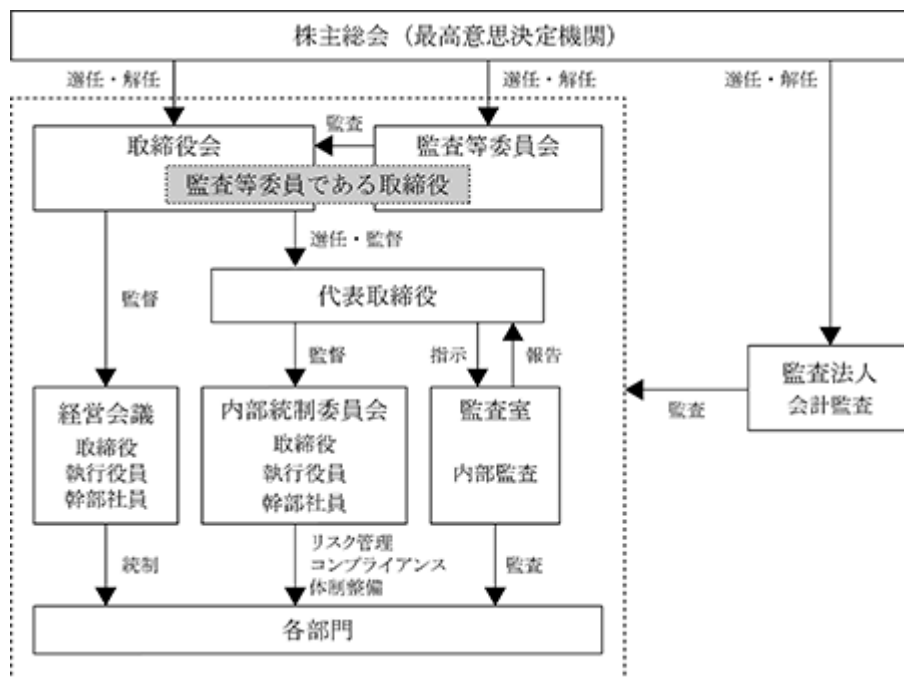 株主総会（最高意思決定機関）
選任・解任
選任・解任
選任・解任
取締役会
監査
監査等委員会
監査等委員である取締役
選任・監督
代表取締役
監督
監督
指示
報告
監査法人
会計監査
監査
経営会議
取締役
執行役員
幹部社員
内部統制委員会
取締役
執行役員
幹部社員
監査室
内部監査
統制
リスク管理
コンプライアンス
体制整備
監査
各部門